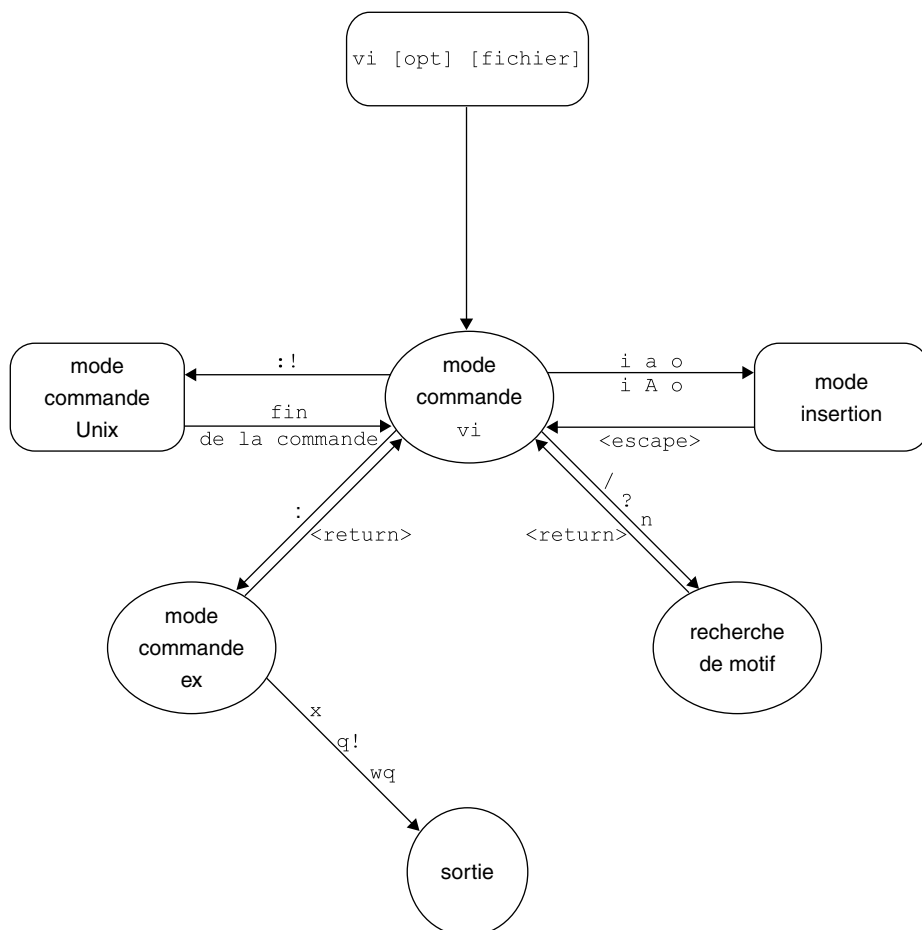 vi [opt] [fichier]
mode
commande
Unix
:!
fin
de la commande
mode
commande
vi
i a o
i A o
<escape>
mode
insertion
:
<return>
/
?
n
<return>
mode
commande
ex
recherche
de motif
x
q!
wq
sortie